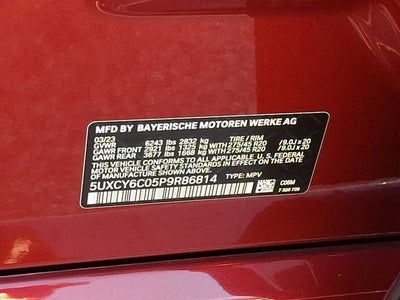 MFD BY BAYERISCHE MOTOREN WERKE AG
03/23 TIRE / RIM
GVWR 6243 lbs 2832 kg
GAWR FRONT 2921 lbs 1325 kg WITH 275/45 R20 /9.0J x 20
GAWR REAR 3677 lbs 1668 kg WITH 275/45 R20 /9.0J x 20
THIS VEHICLE CONFORMS TO ALL APPLICABLE U.S. FEDERAL
MOTOR VEHICLE SAFETY STANDARDS IN EFFECT ON THE DATE
OF MANUFACTURE SHOWN ABOVE.
5UXCY6C05P9R86814 TYPE: MPV